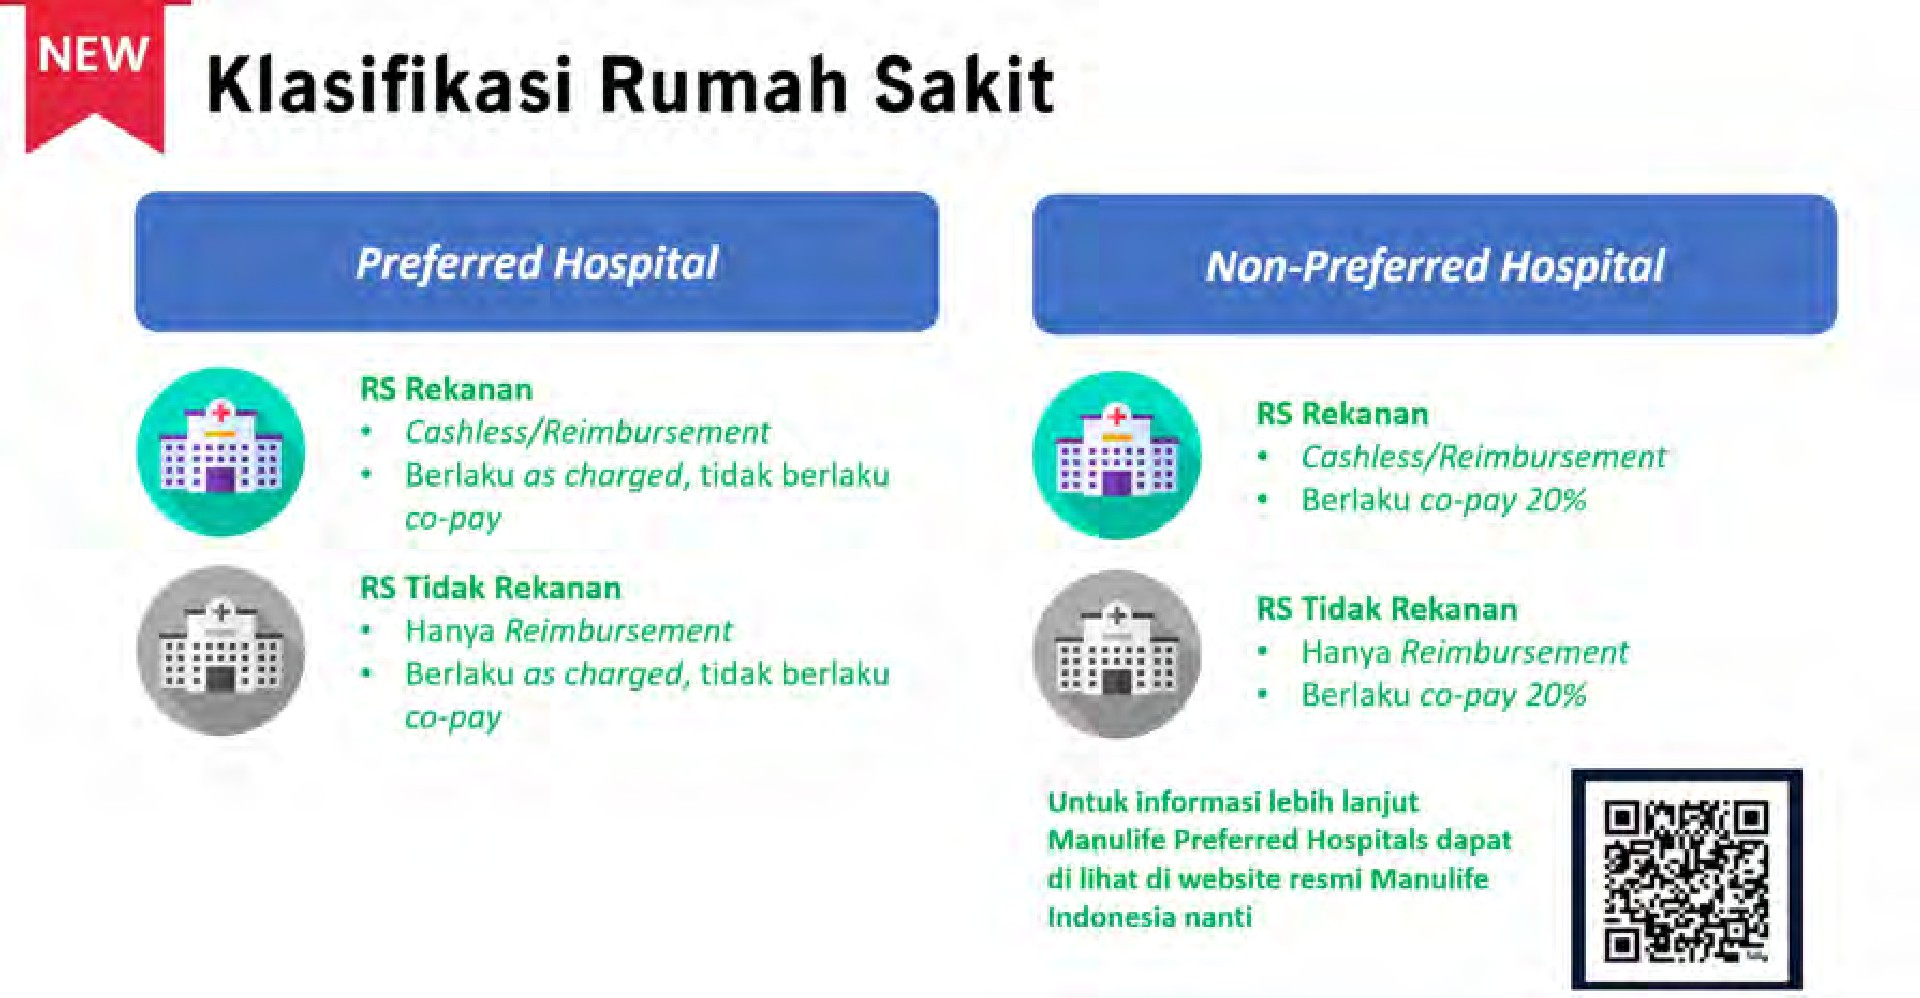 NEW
Klasifikasi Rumah Sakit
Preferred Hospital
RS Rekanan
• Cashless/Reimbursement
• Berlaku as charged, tidak berlaku
co-pay
RS Tidak Rekanan
• Hanya Reimbursement
• Berlaku as charged, tidak berlaku
co-pay
Non-Preferred Hospital
RS Rekanan
• Cashless/Reimbursement
• Berlaku co-pay 20%
RS Tidak Rekanan
• Hanya Reimbursement
• Berlaku co-pay 20%
Untuk informasi lebih lanjut
Manulife Preferred Hospitals dapat
di lihat di website resmi Manulife
Indonesia nanti